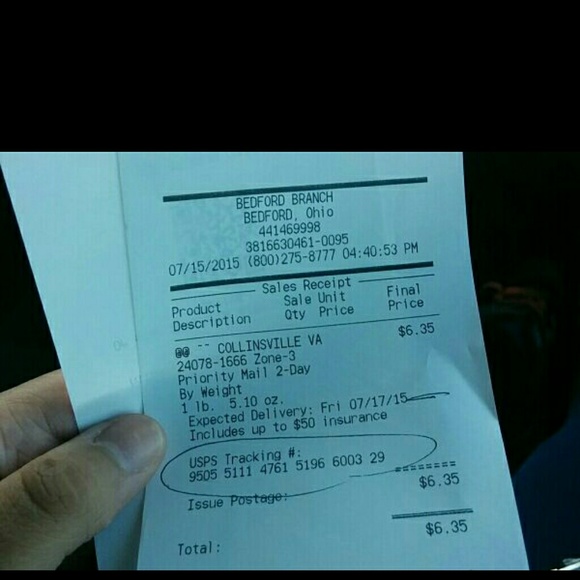 BEDFORD BRANCH
BEDFORD, Ohio
441469998
3816630461-0095
07/15/2015 (800)275-8777 04:40:53 PM
Sales Receipt
Product Sale Unit Final
Description Qty Price Price
@@ -- COLLINSVILLE VA $6.35
24078-1666 Zone-3
Priority Mail 2-Day
By Weight
1 lb. 5.10 oz.
Expected Delivery: Fri 07/17/15
Includes up to $50 insurance
USPS Tracking #:
9505 5111 4761 5196 6003 29
========
Issue Postage: $6.35
Total: $6.35